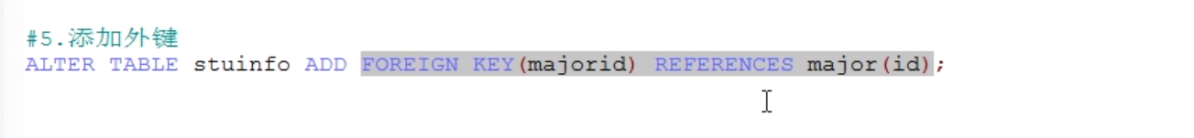 #5.添加外键
ALTER TABLE stuinfo ADD FOREIGN KEY(majorid) REFERENCES major(id);